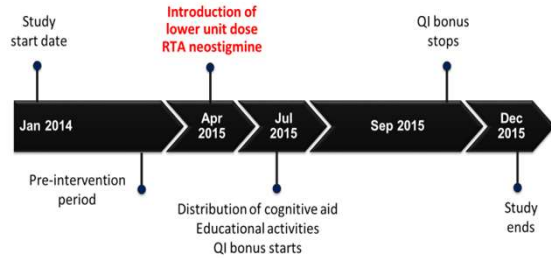 Study
start date
Introduction of
lower unit dose
RTA neostigmine
QI bonus
stops
Jan 2014
Apr
2015
Jul
2015
Sep 2015
Dec
2015
Pre-intervention
period
Distribution of cognitive aid
Educational activities
QI bonus starts
Study
ends